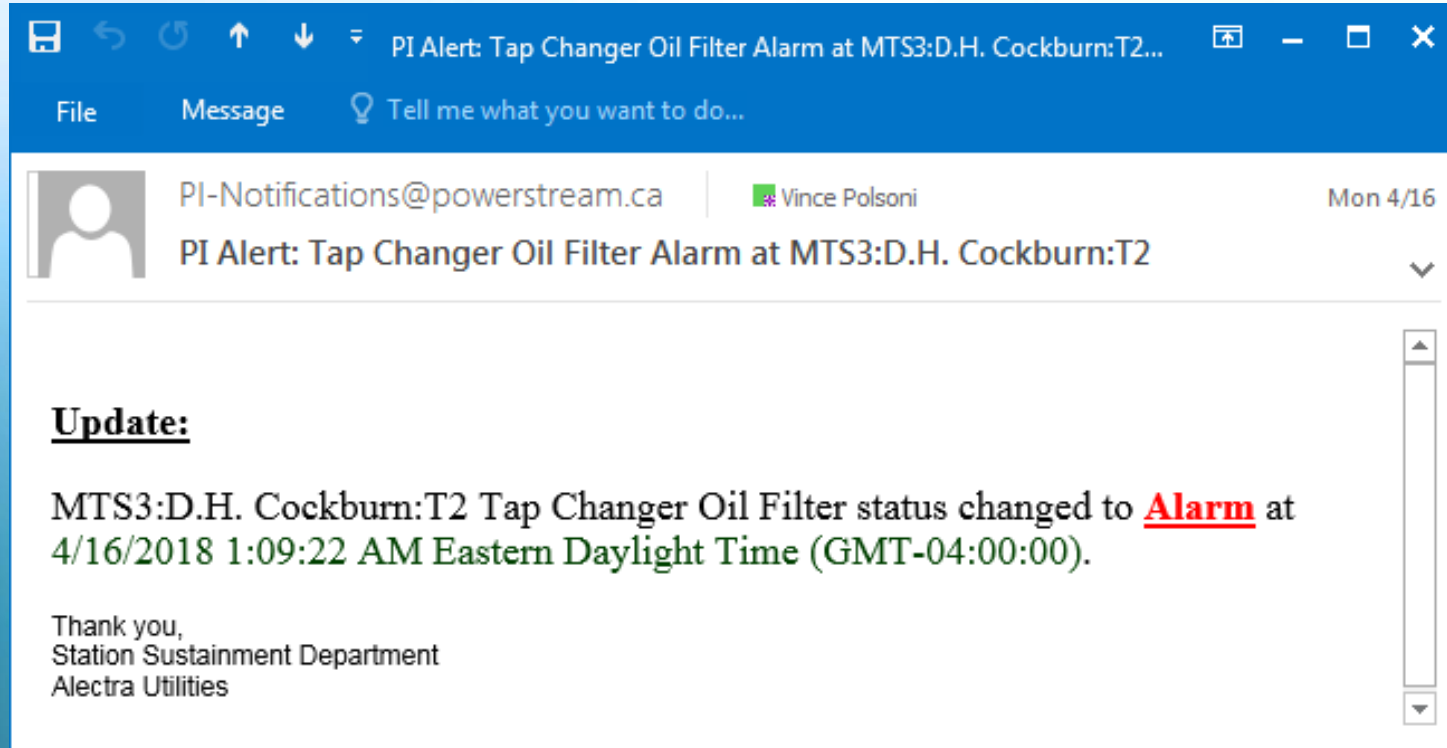 PI Alert: Tap Changer Oil Filter Alarm at MTS3:D.H. Cockburn:T2...
File Message Tell me what you want to do...
PI-Notifications@powerstream.ca Vince Polsoni Mon 4/16
PI Alert: Tap Changer Oil Filter Alarm at MTS3:D.H. Cockburn:T2
Update:
MTS3:D.H. Cockburn:T2 Tap Changer Oil Filter status changed to Alarm at
4/16/2018 1:09:22 AM Eastern Daylight Time (GMT-04:00:00).
Thank you,
Station Sustainment Department
Alectra Utilities